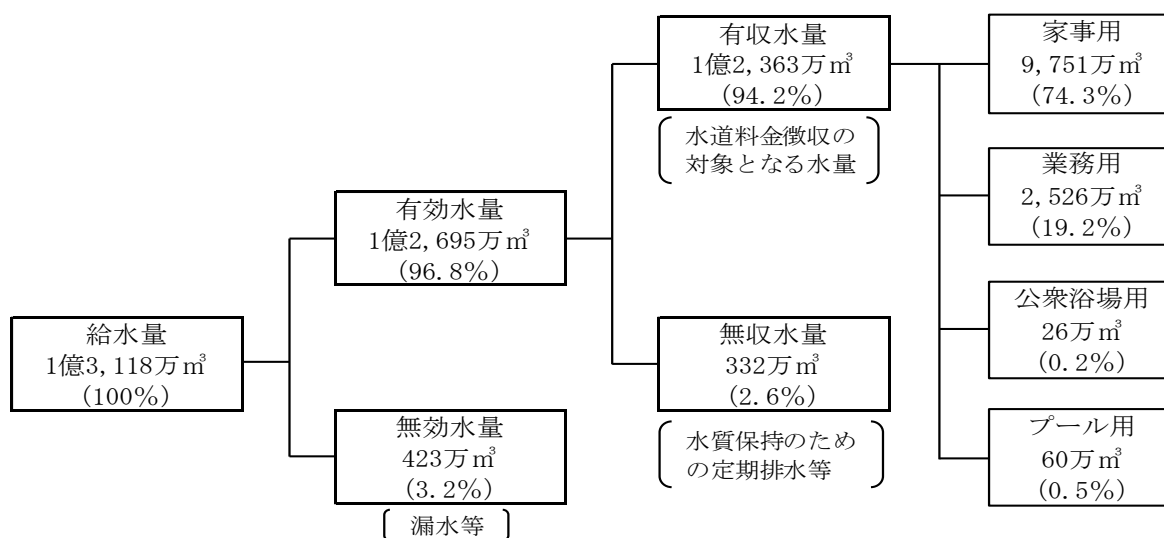 給水量
1億3,118万㎥
(100%)
有効水量
1億2,695万㎥
(96.8%)
無効水量
423万㎥
(3.2%)
漏水等
有収水量
1億2,363万㎥
(94.2%)
水道料金徴収の
対象となる水量
無収水量
332万㎥
(2.6%)
水質保持のため
の定期排水等
家事用
9,751万㎥
(74.3%)
業務用
2,526万㎥
(19.2%)
公衆浴場用
26万㎥
(0.2%)
プール用
60万㎥
(0.5%)